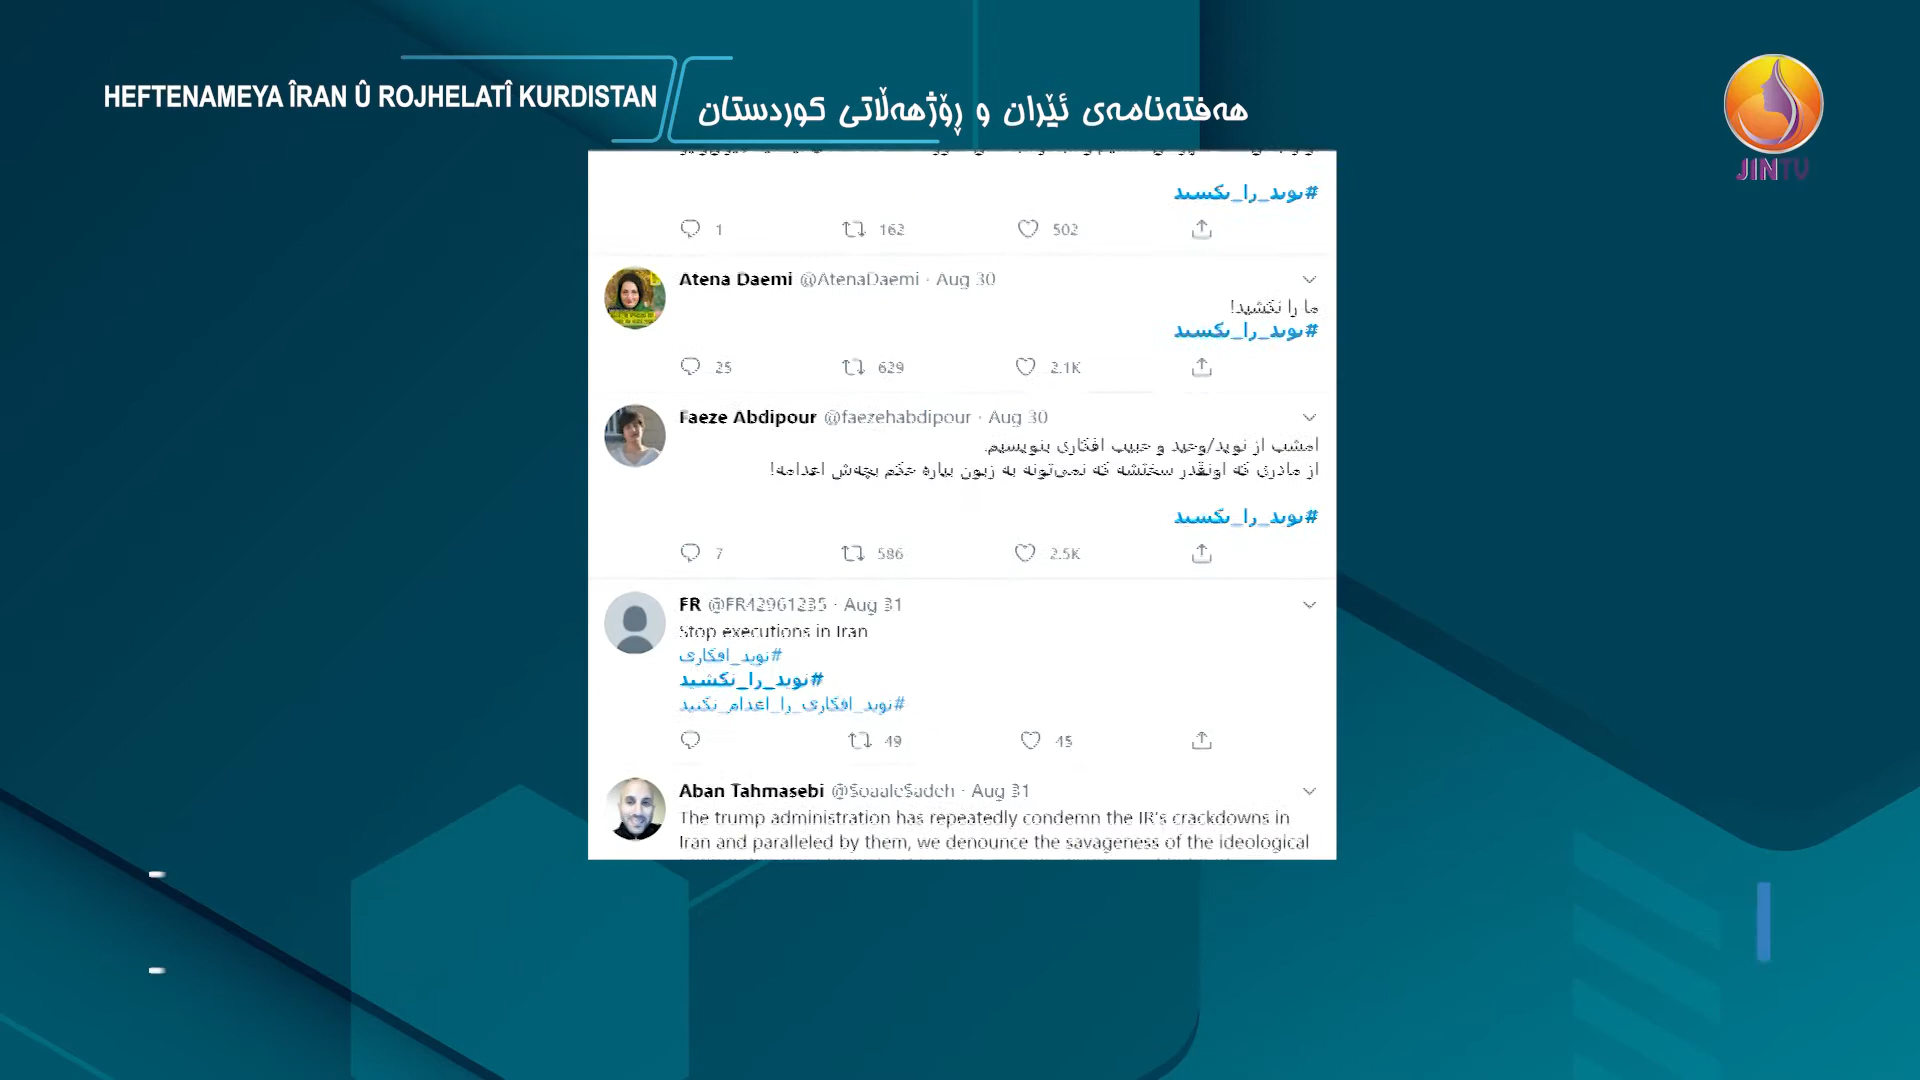 HEFTENAMEYA ÎRAN Û ROJHELATÎ KURDISTAN
هەفتەنامەی ئێران و ڕۆژهەڵاتی کوردستان
JINTV
#نوید_را_نکشید
1 162 502
Atena Daemi @AtenaDaemi · Aug 30
ما را نکشید!
#نوید_را_نکشید
25 629 2.1K
Faeze Abdipour @faezehabdipour · Aug 30
امشب از نوید/وحید و حبیب افکاری بنویسیم.
از مادری که اونقدر سختشه که نمی‌تونه به زبون بیاره حکم بچه‌ش اعدامه!
#نوید_را_نکشید
7 586 2.5K
FR @FR42961235 · Aug 31
Stop executions in Iran
#نوید_افکاری
#نوید_را_نکشید
#نوید_افکاری_را_اعدام_نکنید
49 45
Aban Tahmasebi @SoaaleSadeh · Aug 31
The trump administration has repeatedly condemn the IR's crackdowns in
Iran and paralleled by them, we denounce the savageness of the ideological